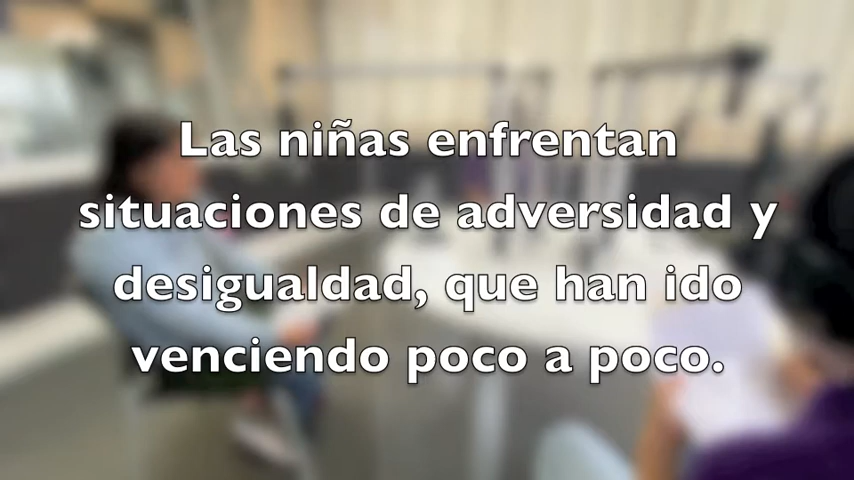 Las niñas enfrentan
situaciones de adversidad y
desigualdad, que han ido
venciendo poco a poco.